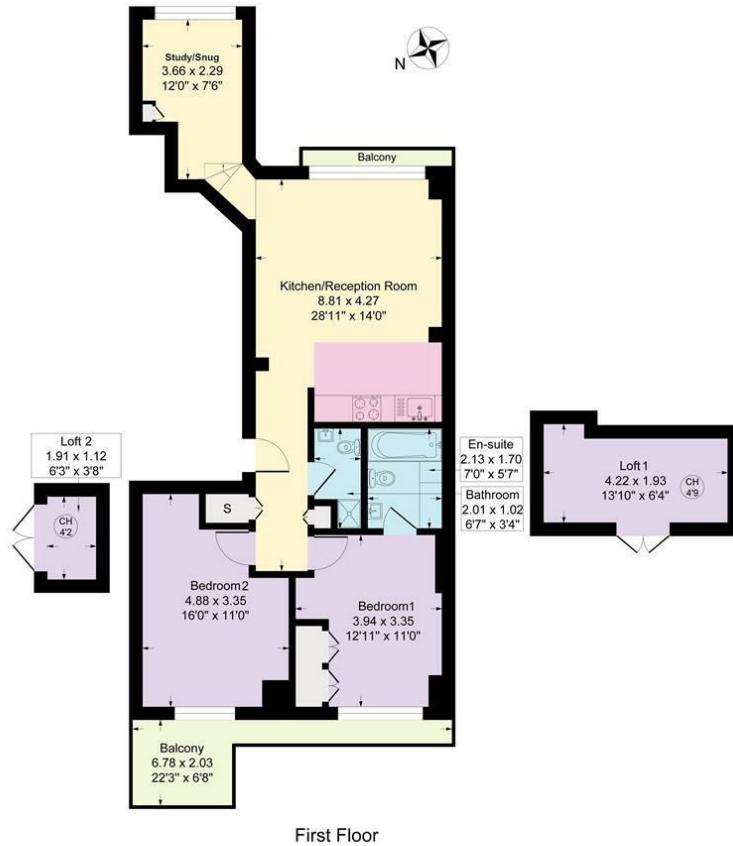 Study/Snug
3.66 x 2.29
12'0" x 7'6"
N
Balcony
Kitchen/Reception Room
8.81 x 4.27
28'11" x 14'0"
Loft 2
1.91 x 1.12
6'3" x 3'8"
CH
4'2
En-suite
2.13 x 1.70
7'0" x 5'7"
Bathroom
2.01 x 1.02
6'7" x 3'4"
Loft 1
4.22 x 1.93
13'10" x 6'4"
CH
4'9
S
Bedroom2
4.88 x 3.35
16'0" x 11'0"
Bedroom1
3.94 x 3.35
12'11" x 11'0"
Balcony
6.78 x 2.03
22'3" x 6'8"
First Floor